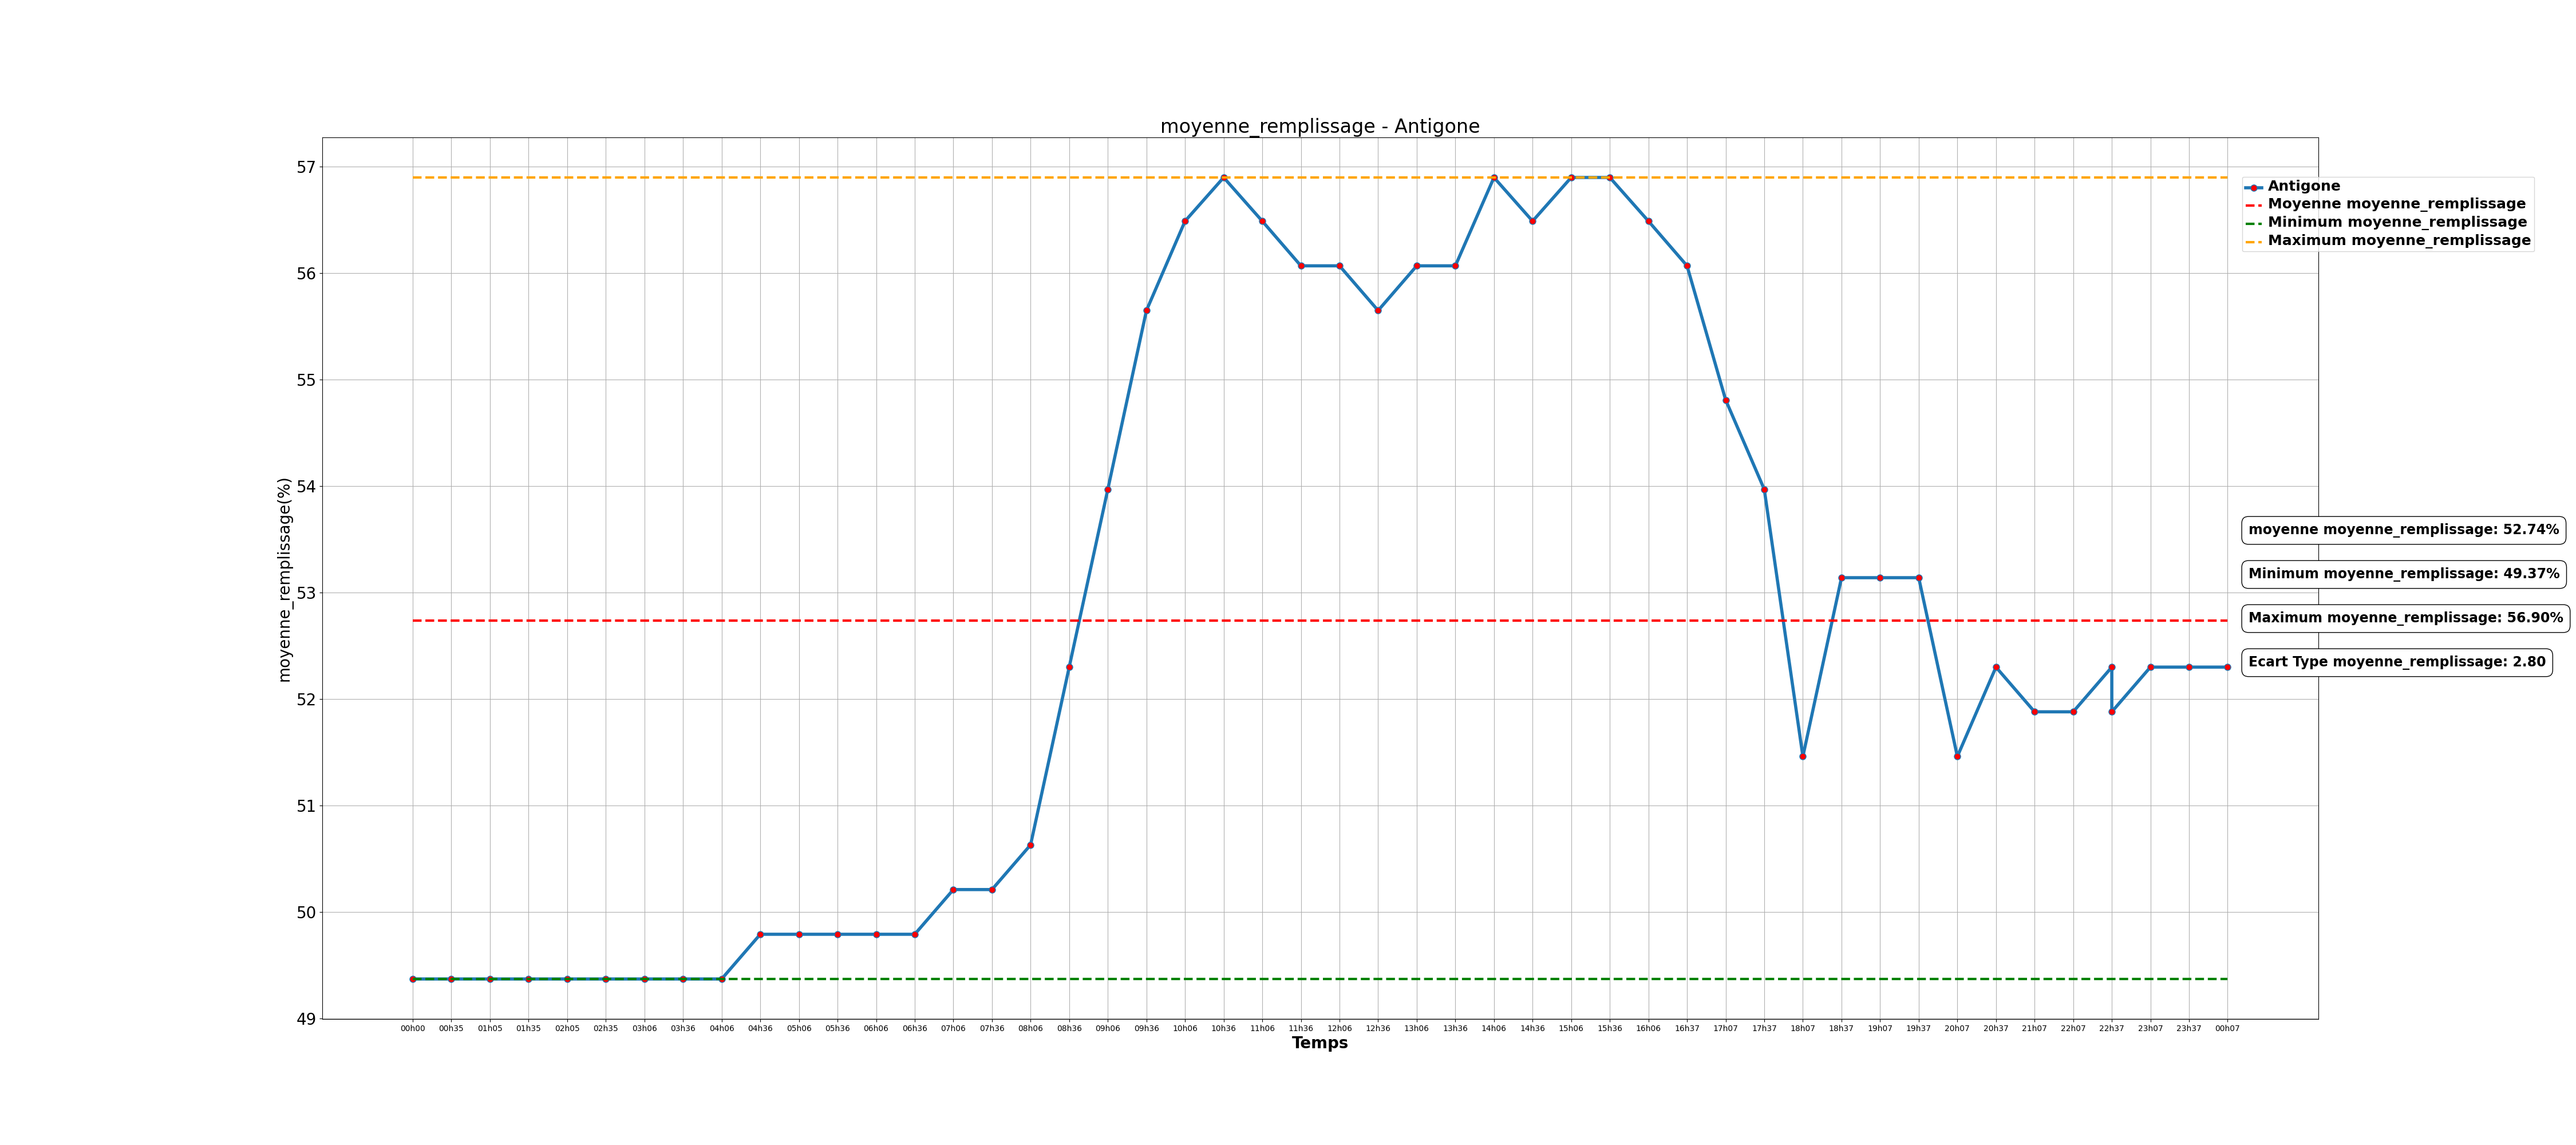 moyenne_remplissage - Antigone
57
56
55
54
53
52
51
50
49
moyenne_remplissage(%)
00h00 00h35 01h05 01h35 02h05 02h35 03h06 03h36 04h06 04h36 05h06 05h36 06h06 06h36 07h06 07h36 08h06 08h36 09h06 09h36 10h06 10h36 11h06 11h36 12h06 12h36 13h06 13h36 14h06 14h36 15h06 15h36 16h06 16h37 17h07 17h37 18h07 18h37 19h07 19h37 20h07 20h37 21h07 22h07 22h37 23h07 23h37 00h07
Temps
Antigone
Moyenne moyenne_remplissage
Minimum moyenne_remplissage
Maximum moyenne_remplissage
moyenne moyenne_remplissage: 52.74%
Minimum moyenne_remplissage: 49.37%
Maximum moyenne_remplissage: 56.90%
Ecart Type moyenne_remplissage: 2.80